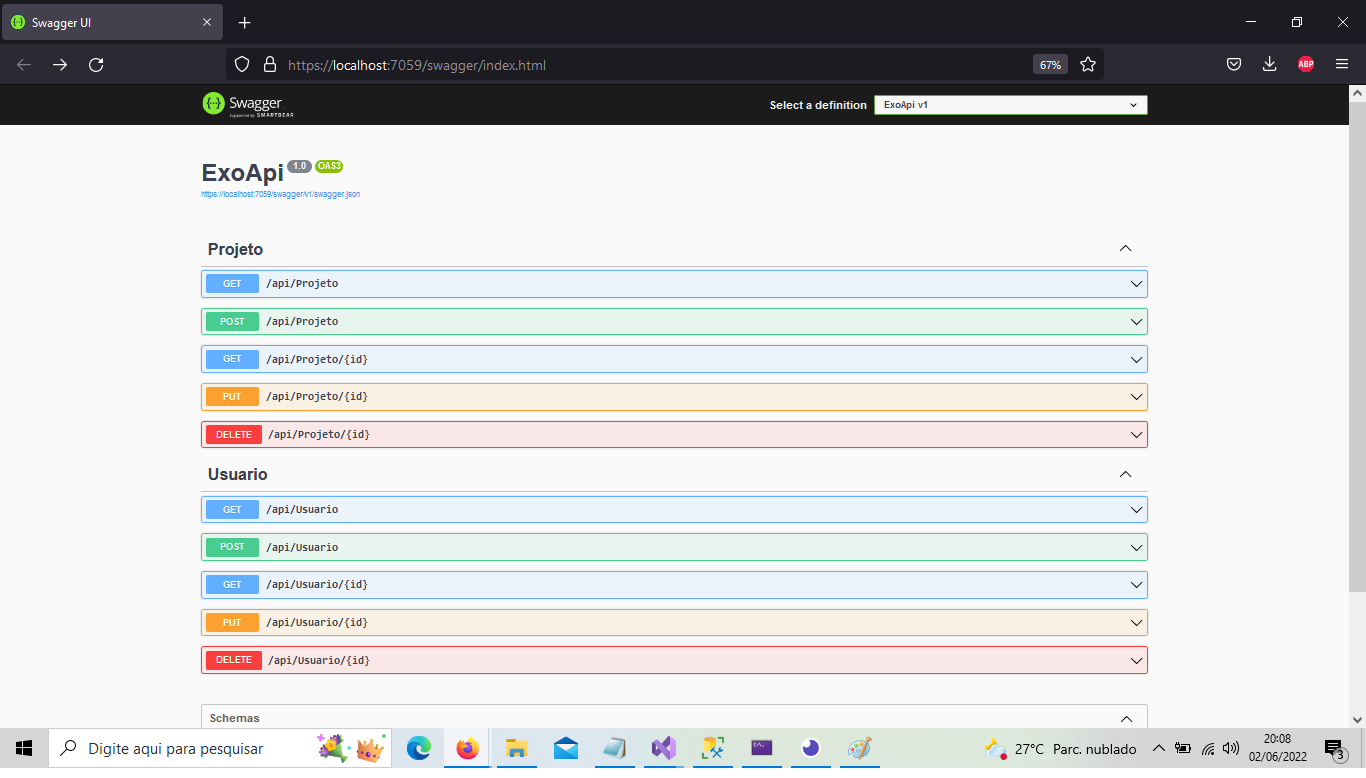 Swagger UI
https://localhost:7059/swagger/index.html
67%
ABP
Swagger
Supported by SMARTBEAR
Select a definition
ExoApi v1
ExoApi 1.0 OAS3
https://localhost:7059/swagger/v1/swagger.json
Projeto
GET /api/Projeto
POST /api/Projeto
GET /api/Projeto/{id}
PUT /api/Projeto/{id}
DELETE /api/Projeto/{id}
Usuario
GET /api/Usuario
POST /api/Usuario
GET /api/Usuario/{id}
PUT /api/Usuario/{id}
DELETE /api/Usuario/{id}
Schemas
Digite aqui para pesquisar
27°C Parc. nublado
20:08
02/06/2022
3